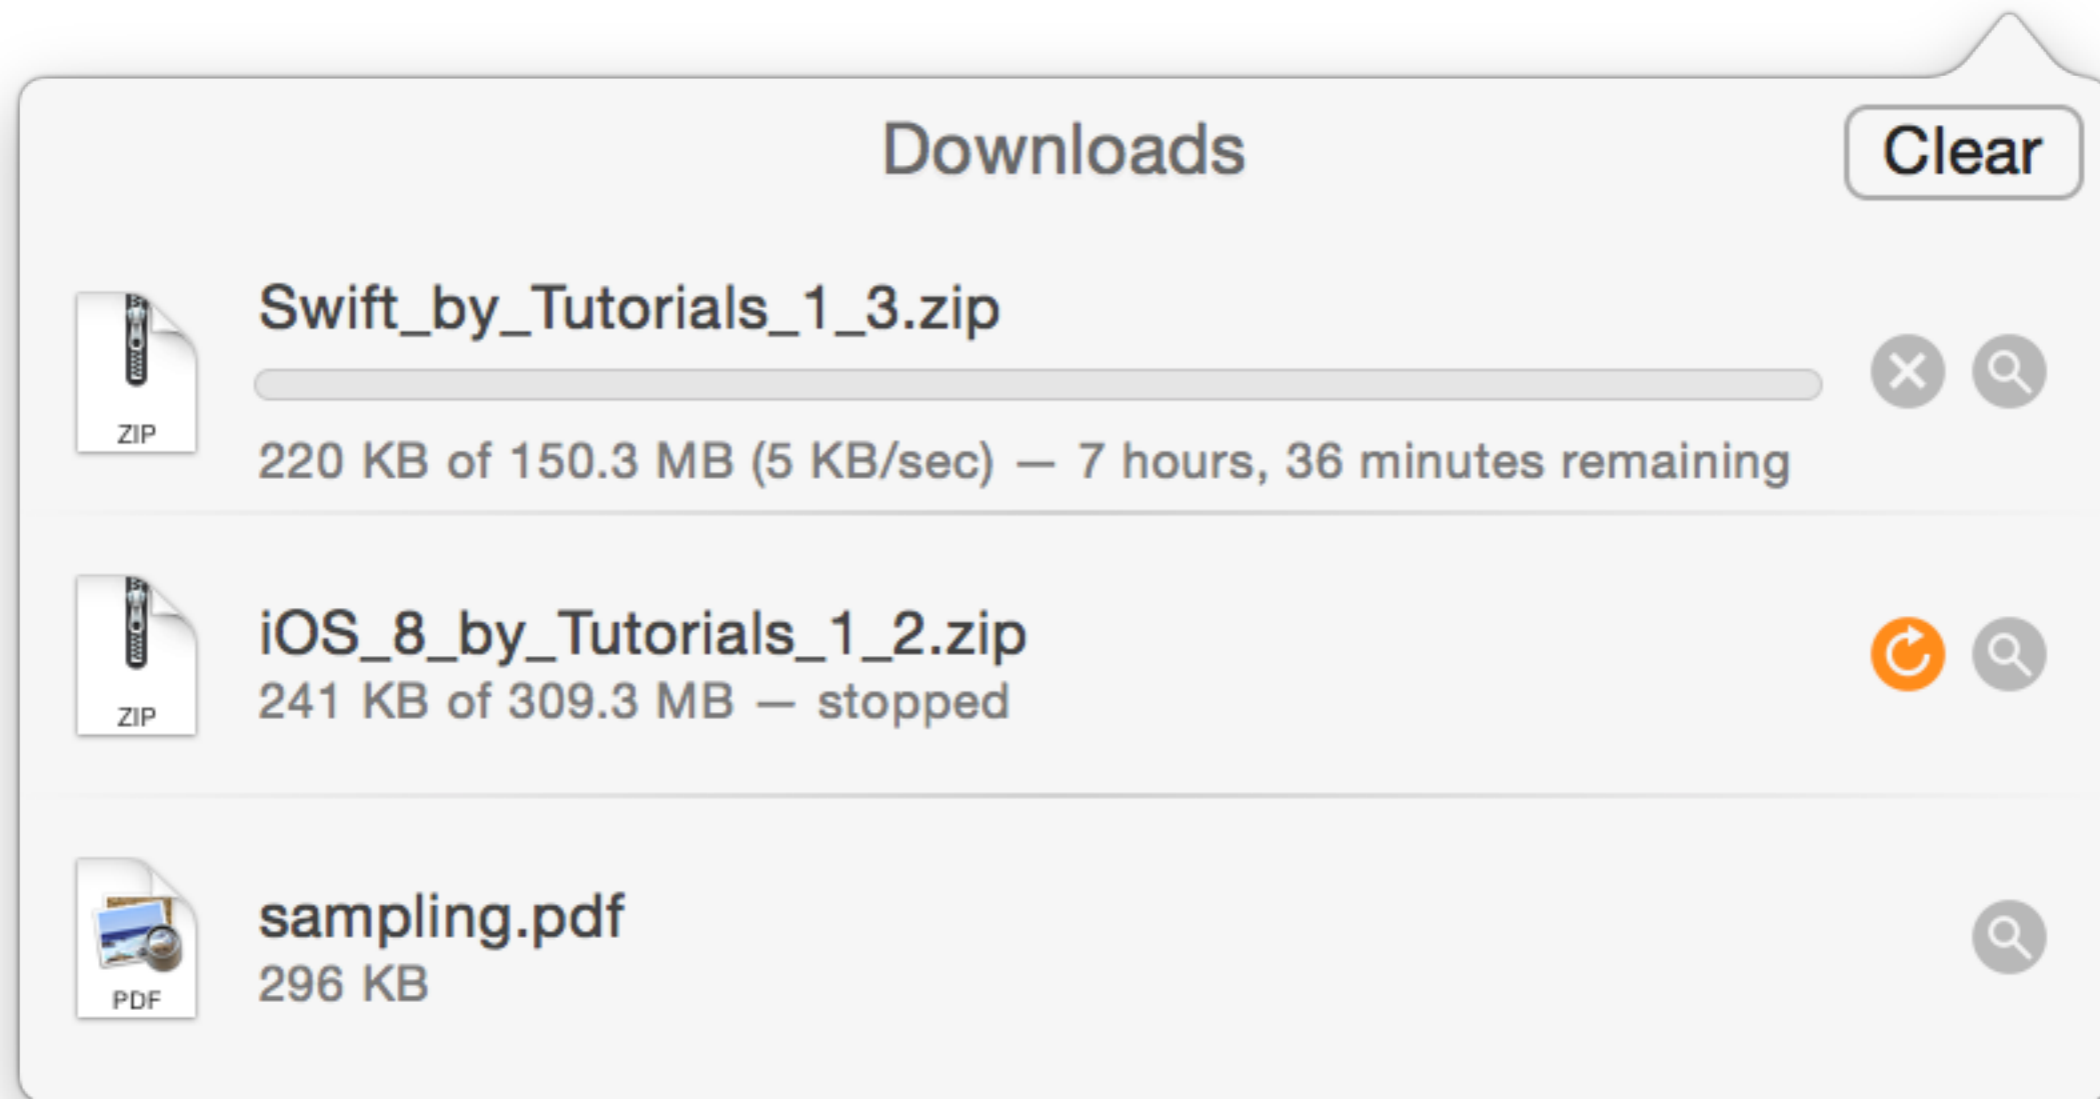 Downloads
Clear
Swift_by_Tutorials_1_3.zip
ZIP
220 KB of 150.3 MB (5 KB/sec) — 7 hours, 36 minutes remaining
iOS_8_by_Tutorials_1_2.zip
241 KB of 309.3 MB — stopped
ZIP
sampling.pdf
296 KB
PDF